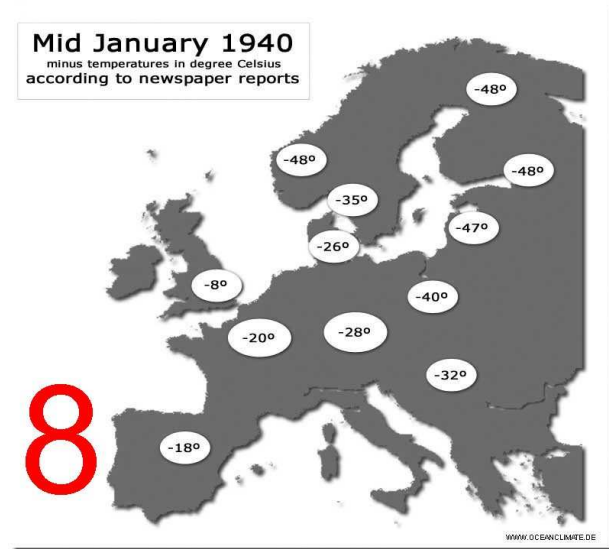 Mid January 1940
minus temperatures in degree Celsius
according to newspaper reports
-48º
-48º
-48º
-35º
-47º
-26º
-8º
-40º
-20º
-28º
-32º
8
-18º
WWW.OCEANCLIMATE.DE